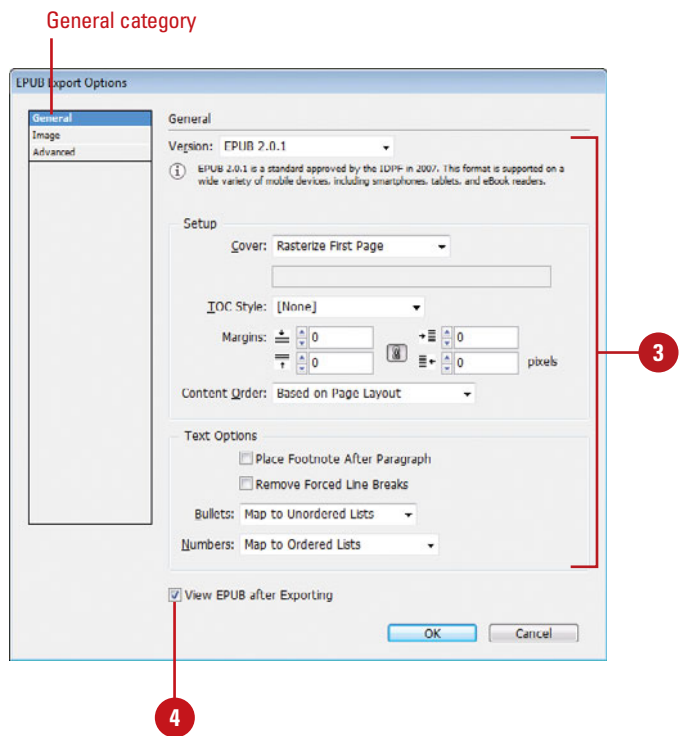 General category
EPUB Export Options
General
Image
Advanced
General
Version: EPUB 2.0.1
EPUB 2.0.1 is a standard approved by the IDPF in 2007. This format is supported on a
wide variety of mobile devices, including smartphones, tablets, and eBook readers.
Setup
Cover: Rasterize First Page
TOC Style: [None]
Margins: 0 0
0 0 pixels
Content Order: Based on Page Layout
Text Options
Place Footnote After Paragraph
Remove Forced Line Breaks
Bullets: Map to Unordered Lists
Numbers: Map to Ordered Lists
View EPUB after Exporting
OK Cancel
3
4